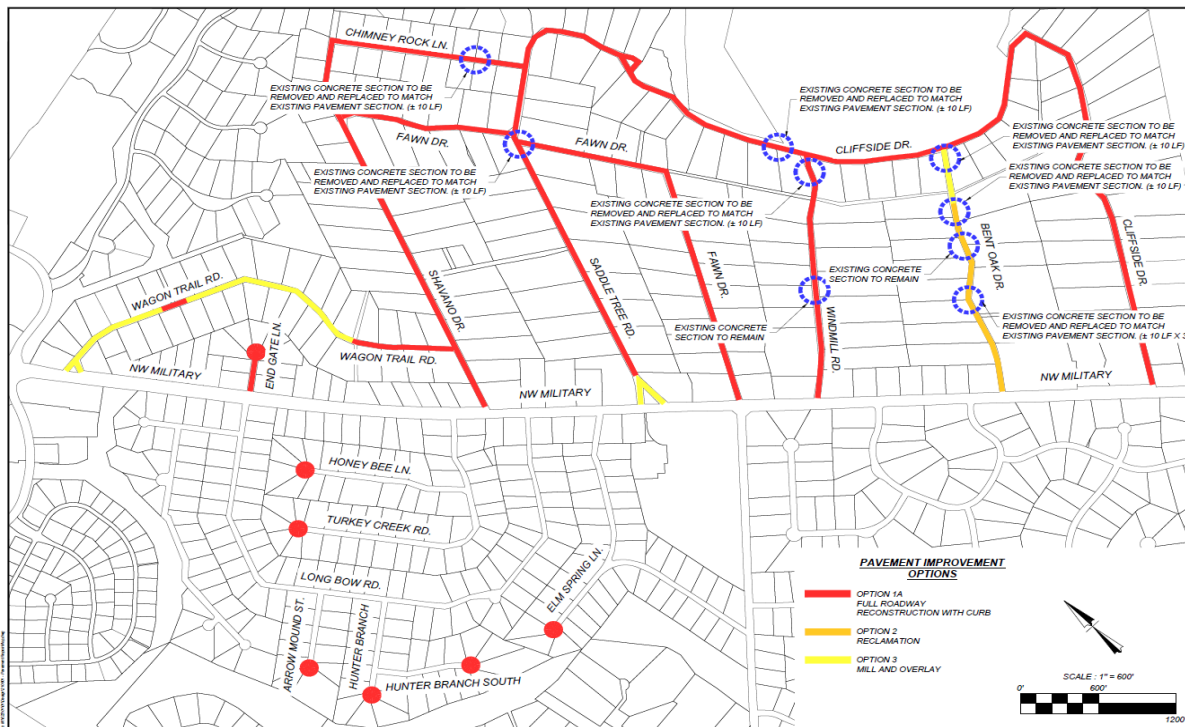 CHIMNEY ROCK LN.
EXISTING CONCRETE SECTION TO BE
REMOVED AND REPLACED TO MATCH
EXISTING PAVEMENT SECTION. (± 10 LF)
EXISTING CONCRETE SECTION TO BE
REMOVED AND REPLACED TO MATCH
EXISTING PAVEMENT SECTION. (± 10 LF)
EXISTING CONCRETE SECTION TO BE
REMOVED AND REPLACED TO MATCH
EXISTING PAVEMENT SECTION. (± 10 LF)
FAWN DR.
FAWN DR.
CLIFFSIDE DR.
EXISTING CONCRETE SECTION TO BE
REMOVED AND REPLACED TO MATCH
EXISTING PAVEMENT SECTION. (± 10 LF)
EXISTING CONCRETE SECTION TO BE
REMOVED AND REPLACED TO MATCH
EXISTING PAVEMENT SECTION. (± 10 LF)
EXISTING CONCRETE SECTION TO BE
REMOVED AND REPLACED TO MATCH
EXISTING PAVEMENT SECTION. (± 10 LF)
BENT OAK DR.
CLIFFSIDE DR.
WAGON TRAIL RD.
SHAVANO DR.
SADDLE TREE RD
FAWN DR.
EXISTING CONCRETE
SECTION TO REMAIN
WINDMILL RD.
EXISTING CONCRETE SECTION TO BE
REMOVED AND REPLACED TO MATCH
EXISTING PAVEMENT SECTION. (± 10 LF X 3
EXISTING CONCRETE
SECTION TO REMAIN
END GATE LN.
WAGON TRAIL RD.
NW MILITARY
NW MILITARY
NW MILITARY
HONEY BEE LN.
TURKEY CREEK RD.
LONG BOW RD.
ELM SPRING LN.
ARROW MOUND ST.
HUNTER BRANCH
HUNTER BRANCH SOUTH
PAVEMENT IMPROVEMENT
OPTIONS
OPTION 1A
FULL ROADWAY
RECONSTRUCTION WITH CURB
OPTION 2
RECLAMATION
OPTION 3
MILL AND OVERLAY
SCALE : 1" = 600'
0' 600'
1200'